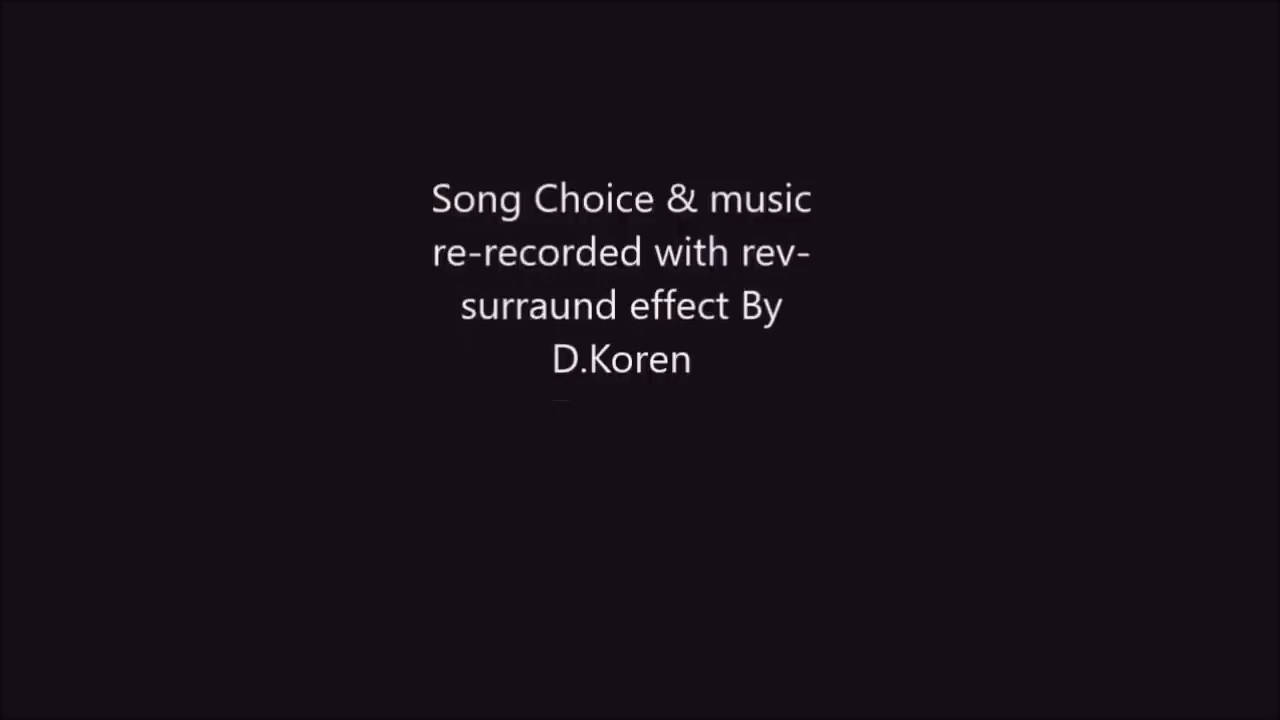 Song Choice & music
re-recorded with rev-
surraund effect By
D.Koren